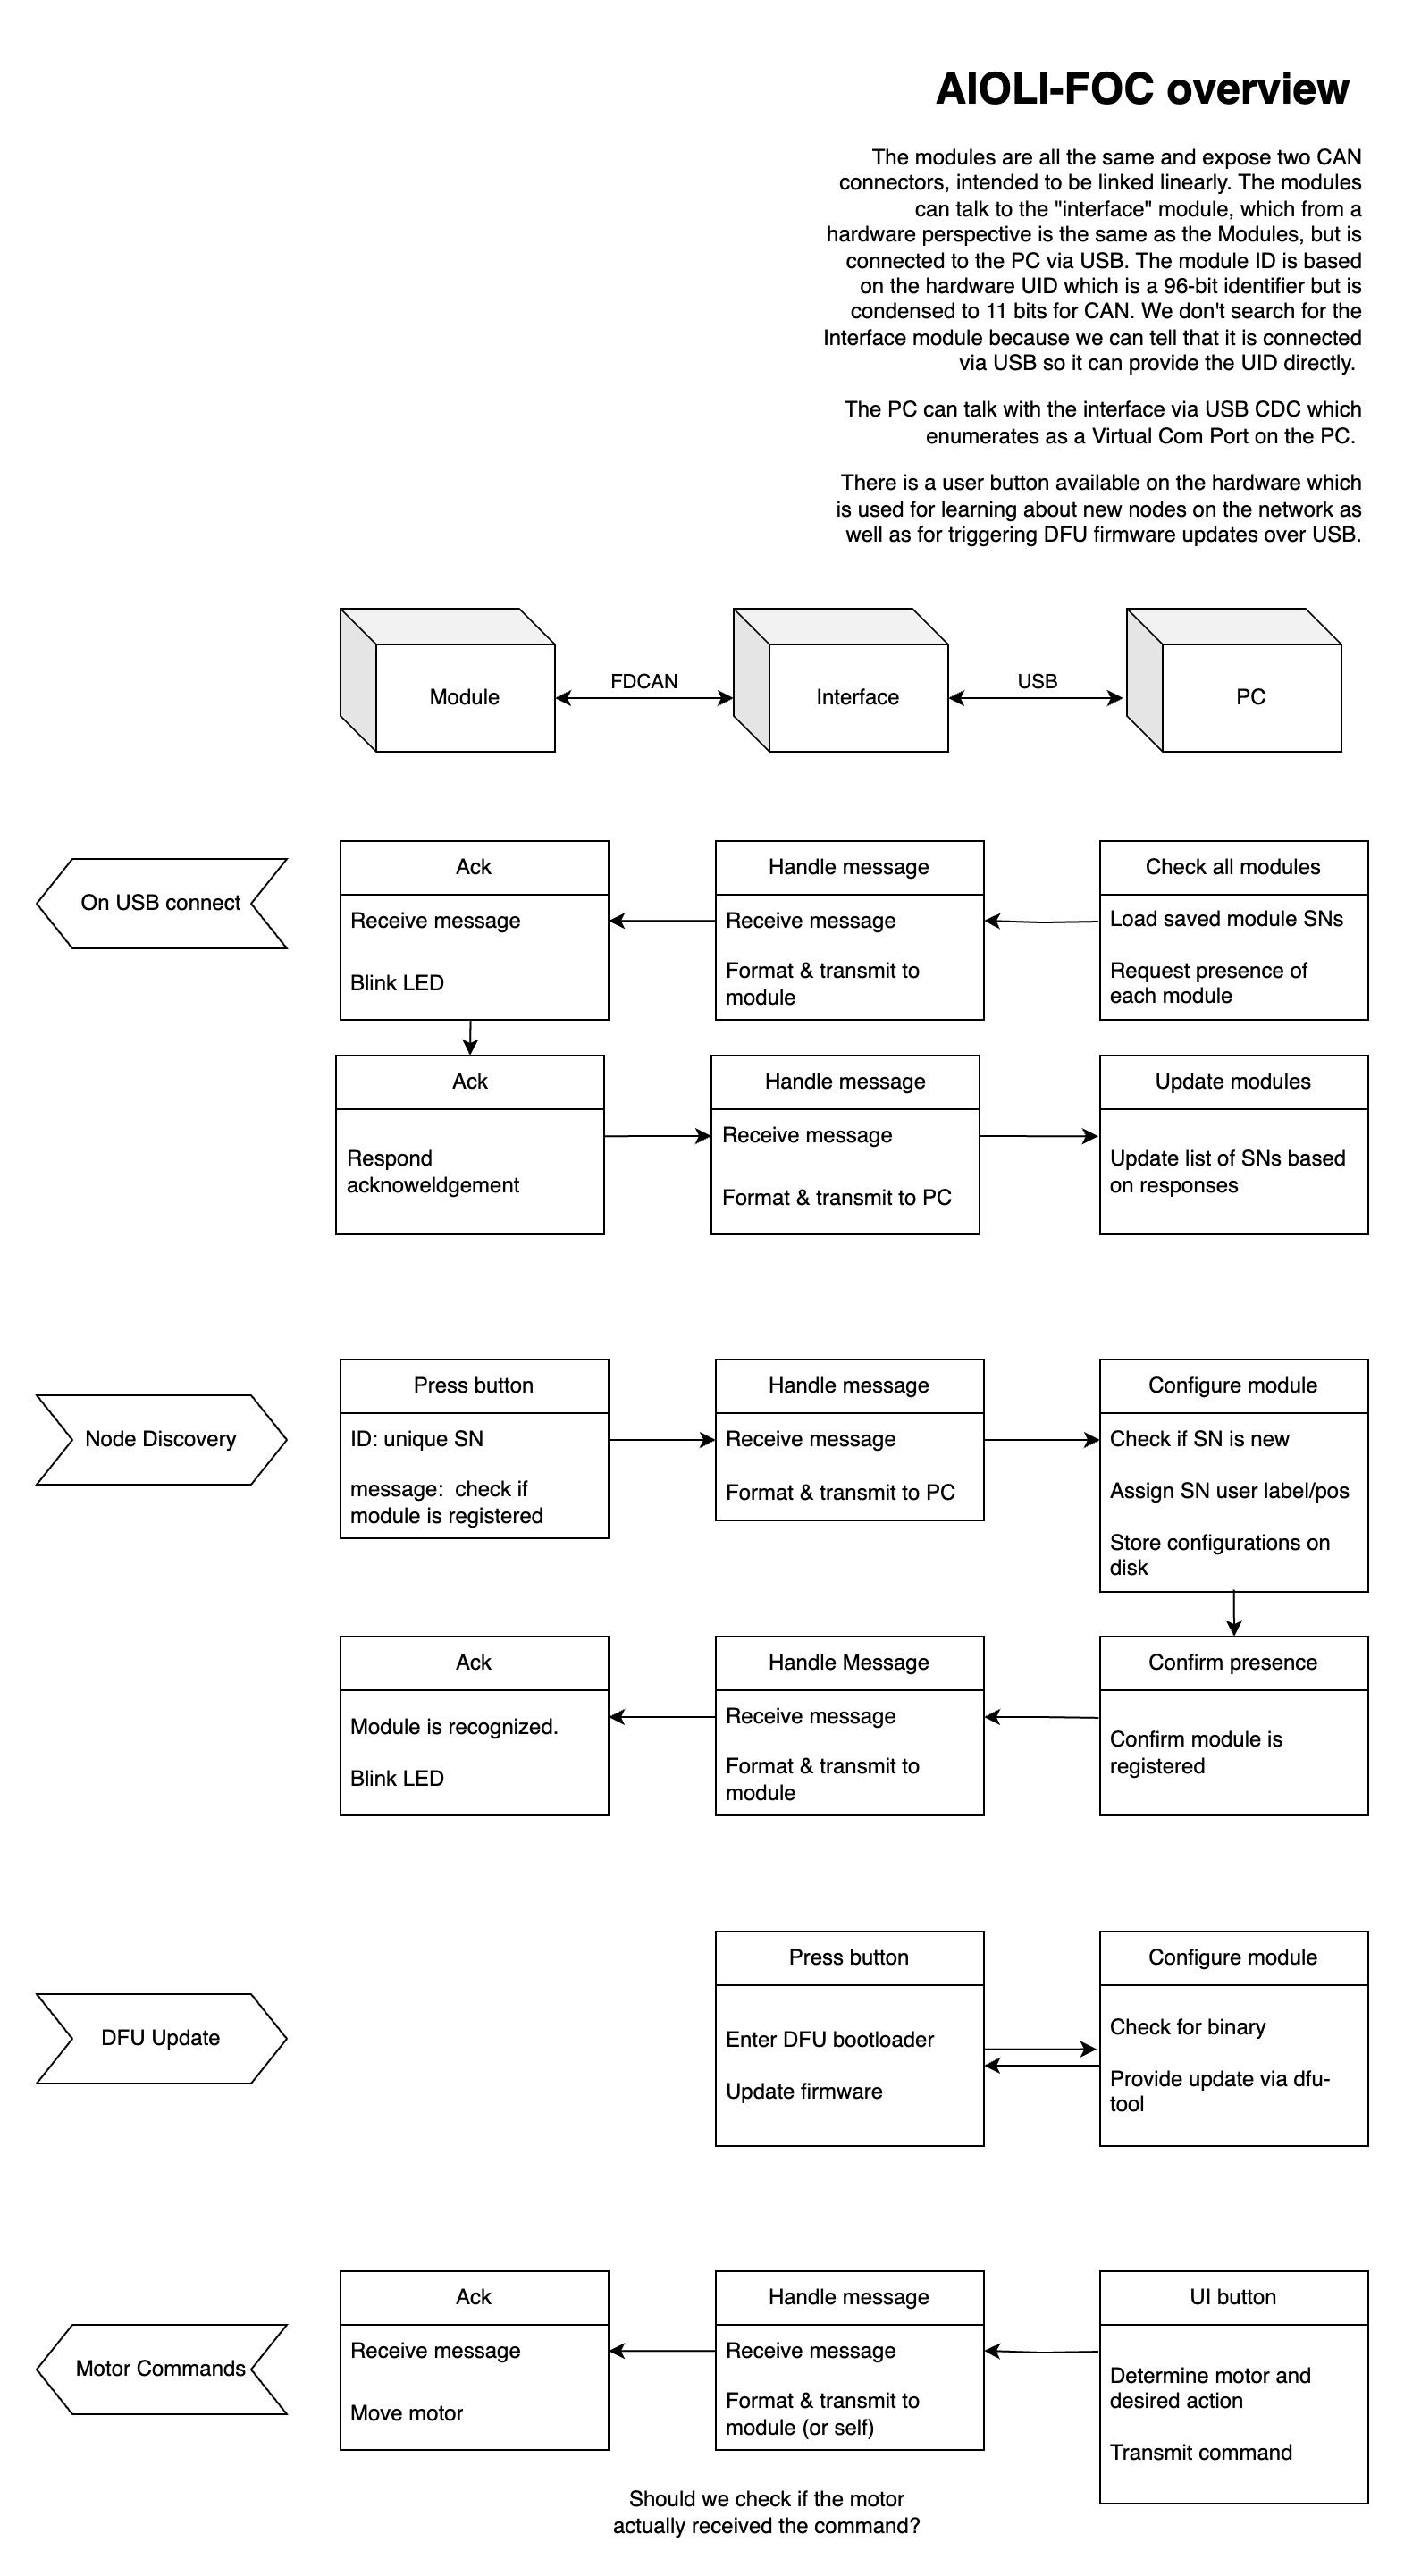 AIOLI-FOC overview
The modules are all the same and expose two CAN
connectors, intended to be linked linearly. The modules
can talk to the "interface" module, which from a
hardware perspective is the same as the Modules, but is
connected to the PC via USB. The module ID is based
on the hardware UID which is a 96-bit identifier but is
condensed to 11 bits for CAN. We don't search for the
Interface module because we can tell that it is connected
via USB so it can provide the UID directly.
The PC can talk with the interface via USB CDC which
enumerates as a Virtual Com Port on the PC.
There is a user button available on the hardware which
is used for learning about new nodes on the network as
well as for triggering DFU firmware updates over USB.
Module
FDCAN
Interface
USB
PC
On USB connect
Ack
Receive message
Blink LED
Handle message
Receive message
Format & transmit to
module
Check all modules
Load saved module SNs
Request presence of
each module
Ack
Respond
acknoweldgement
Handle message
Receive message
Format & transmit to PC
Update modules
Update list of SNs based
on responses
Node Discovery
Press button
ID: unique SN
message:  check if
module is registered
Handle message
Receive message
Format & transmit to PC
Configure module
Check if SN is new
Assign SN user label/pos
Store configurations on
disk
Ack
Module is recognized.
Blink LED
Handle Message
Receive message
Format & transmit to
module
Confirm presence
Confirm module is
registered
DFU Update
Press button
Enter DFU bootloader
Update firmware
Configure module
Check for binary
Provide update via dfu-
tool
Motor Commands
Ack
Receive message
Move motor
Handle message
Receive message
Format & transmit to
module (or self)
UI button
Determine motor and
desired action
Transmit command
Should we check if the motor
actually received the command?